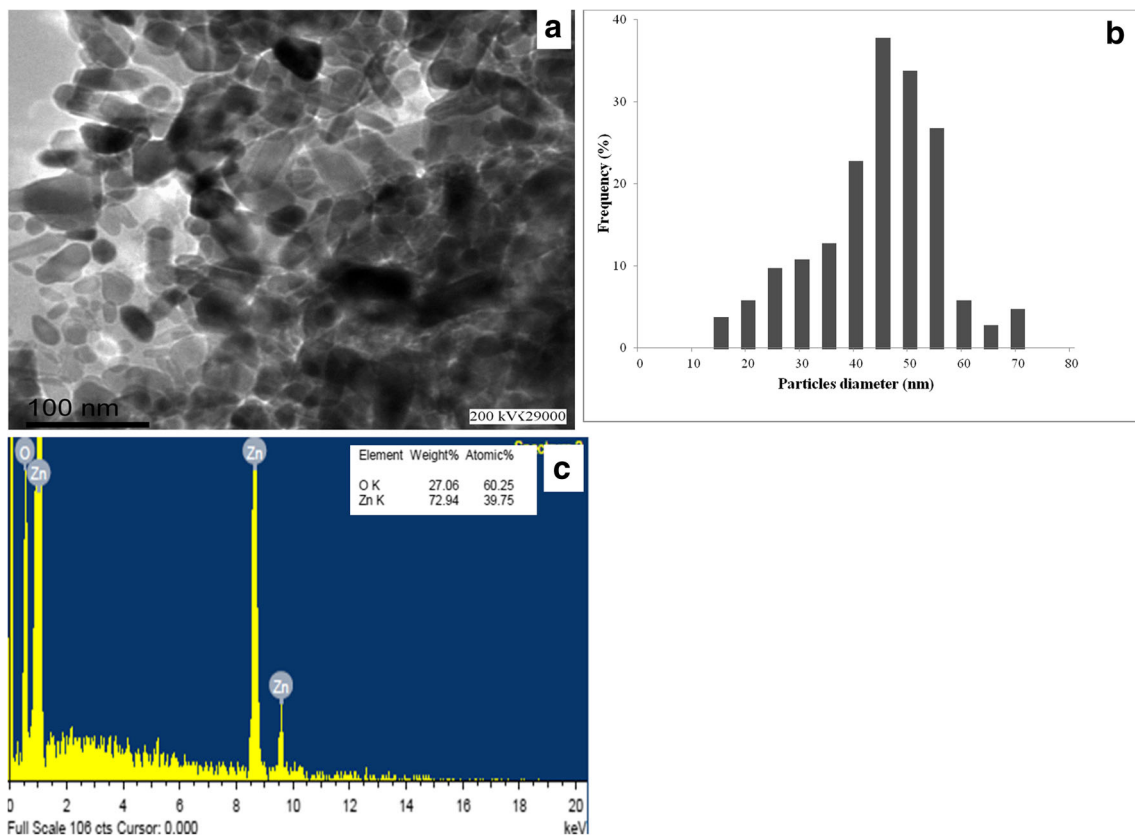 a
100 nm
200 kVX29000
b
40
30
20
10
0
Frequency (%)
0 10 20 30 40 50 60 70 80
Particles diameter (nm)
c
O
Zn
Zn
Zn
Element Weight% Atomic%
O K 27.06 60.25
Zn K 72.94 39.75
0 2 4 6 8 10 12 14 16 18 20
Full Scale 106 cts Cursor: 0.000
keV